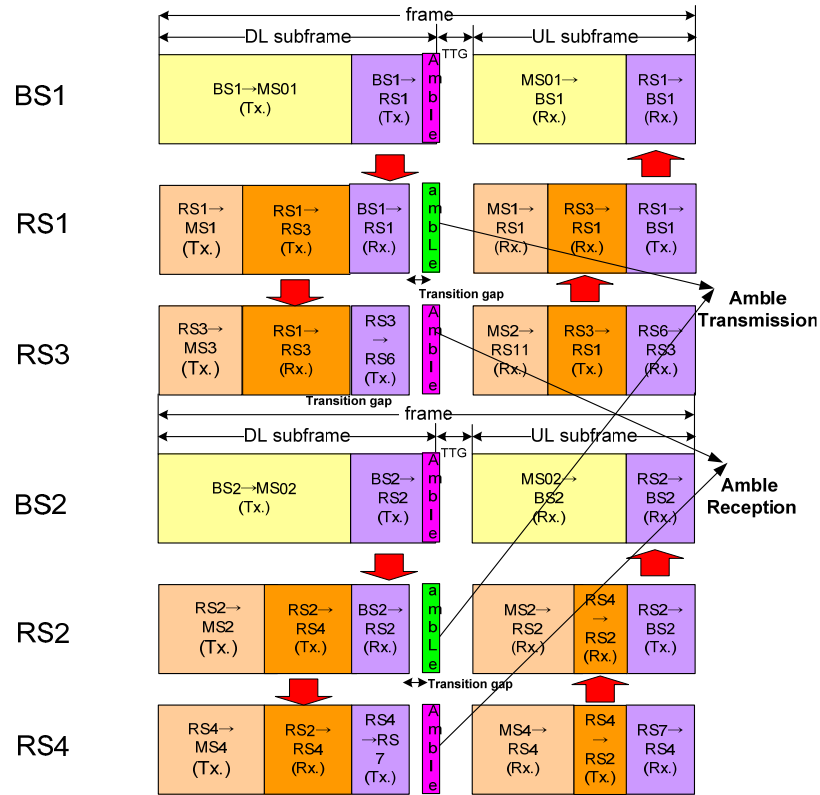 frame
DL subframe
TTG
UL subframe
BS1
BS1→MS01
(Tx.)
BS1→
RS1
(Tx.)
Amble
MS01→
BS1
(Rx.)
RS1→
BS1
(Rx.)
RS1
RS1→
MS1
(Tx.)
RS1→
RS3
(Tx.)
BS1→
RS1
(Rx.)
ambLe
MS1→
RS1
(Rx.)
RS3→
RS1
(Rx.)
RS1→
BS1
(Tx.)
Transition gap
Amble
Transmission
RS3
RS3→
MS3
(Tx.)
RS1→
RS3
(Rx.)
RS3
→
RS6
(Tx.)
Amble
MS2→
RS11
(Rx.)
RS3→
RS1
(Tx.)
RS6→
RS3
(Rx.)
Transition gap
frame
DL subframe
TTG
UL subframe
BS2
BS2→MS02
(Tx.)
BS2→
RS2
(Tx.)
Amble
MS02→
BS2
(Rx.)
RS2→
BS2
(Rx.)
Amble
Reception
RS2
RS2→
MS2
(Tx.)
RS2→
RS4
(Tx.)
BS2→
RS2
(Rx.)
ambLe
MS2→
RS2
(Rx.)
RS4
→
RS2
(Rx.)
RS2→
BS2
(Tx.)
Transition gap
RS4
RS4→
MS4
(Tx.)
RS2→
RS4
(Rx.)
RS4
→RS
7
(Tx.)
Amble
MS4→
RS4
(Rx.)
RS4
→
RS2
(Tx.)
RS7→
RS4
(Rx.)